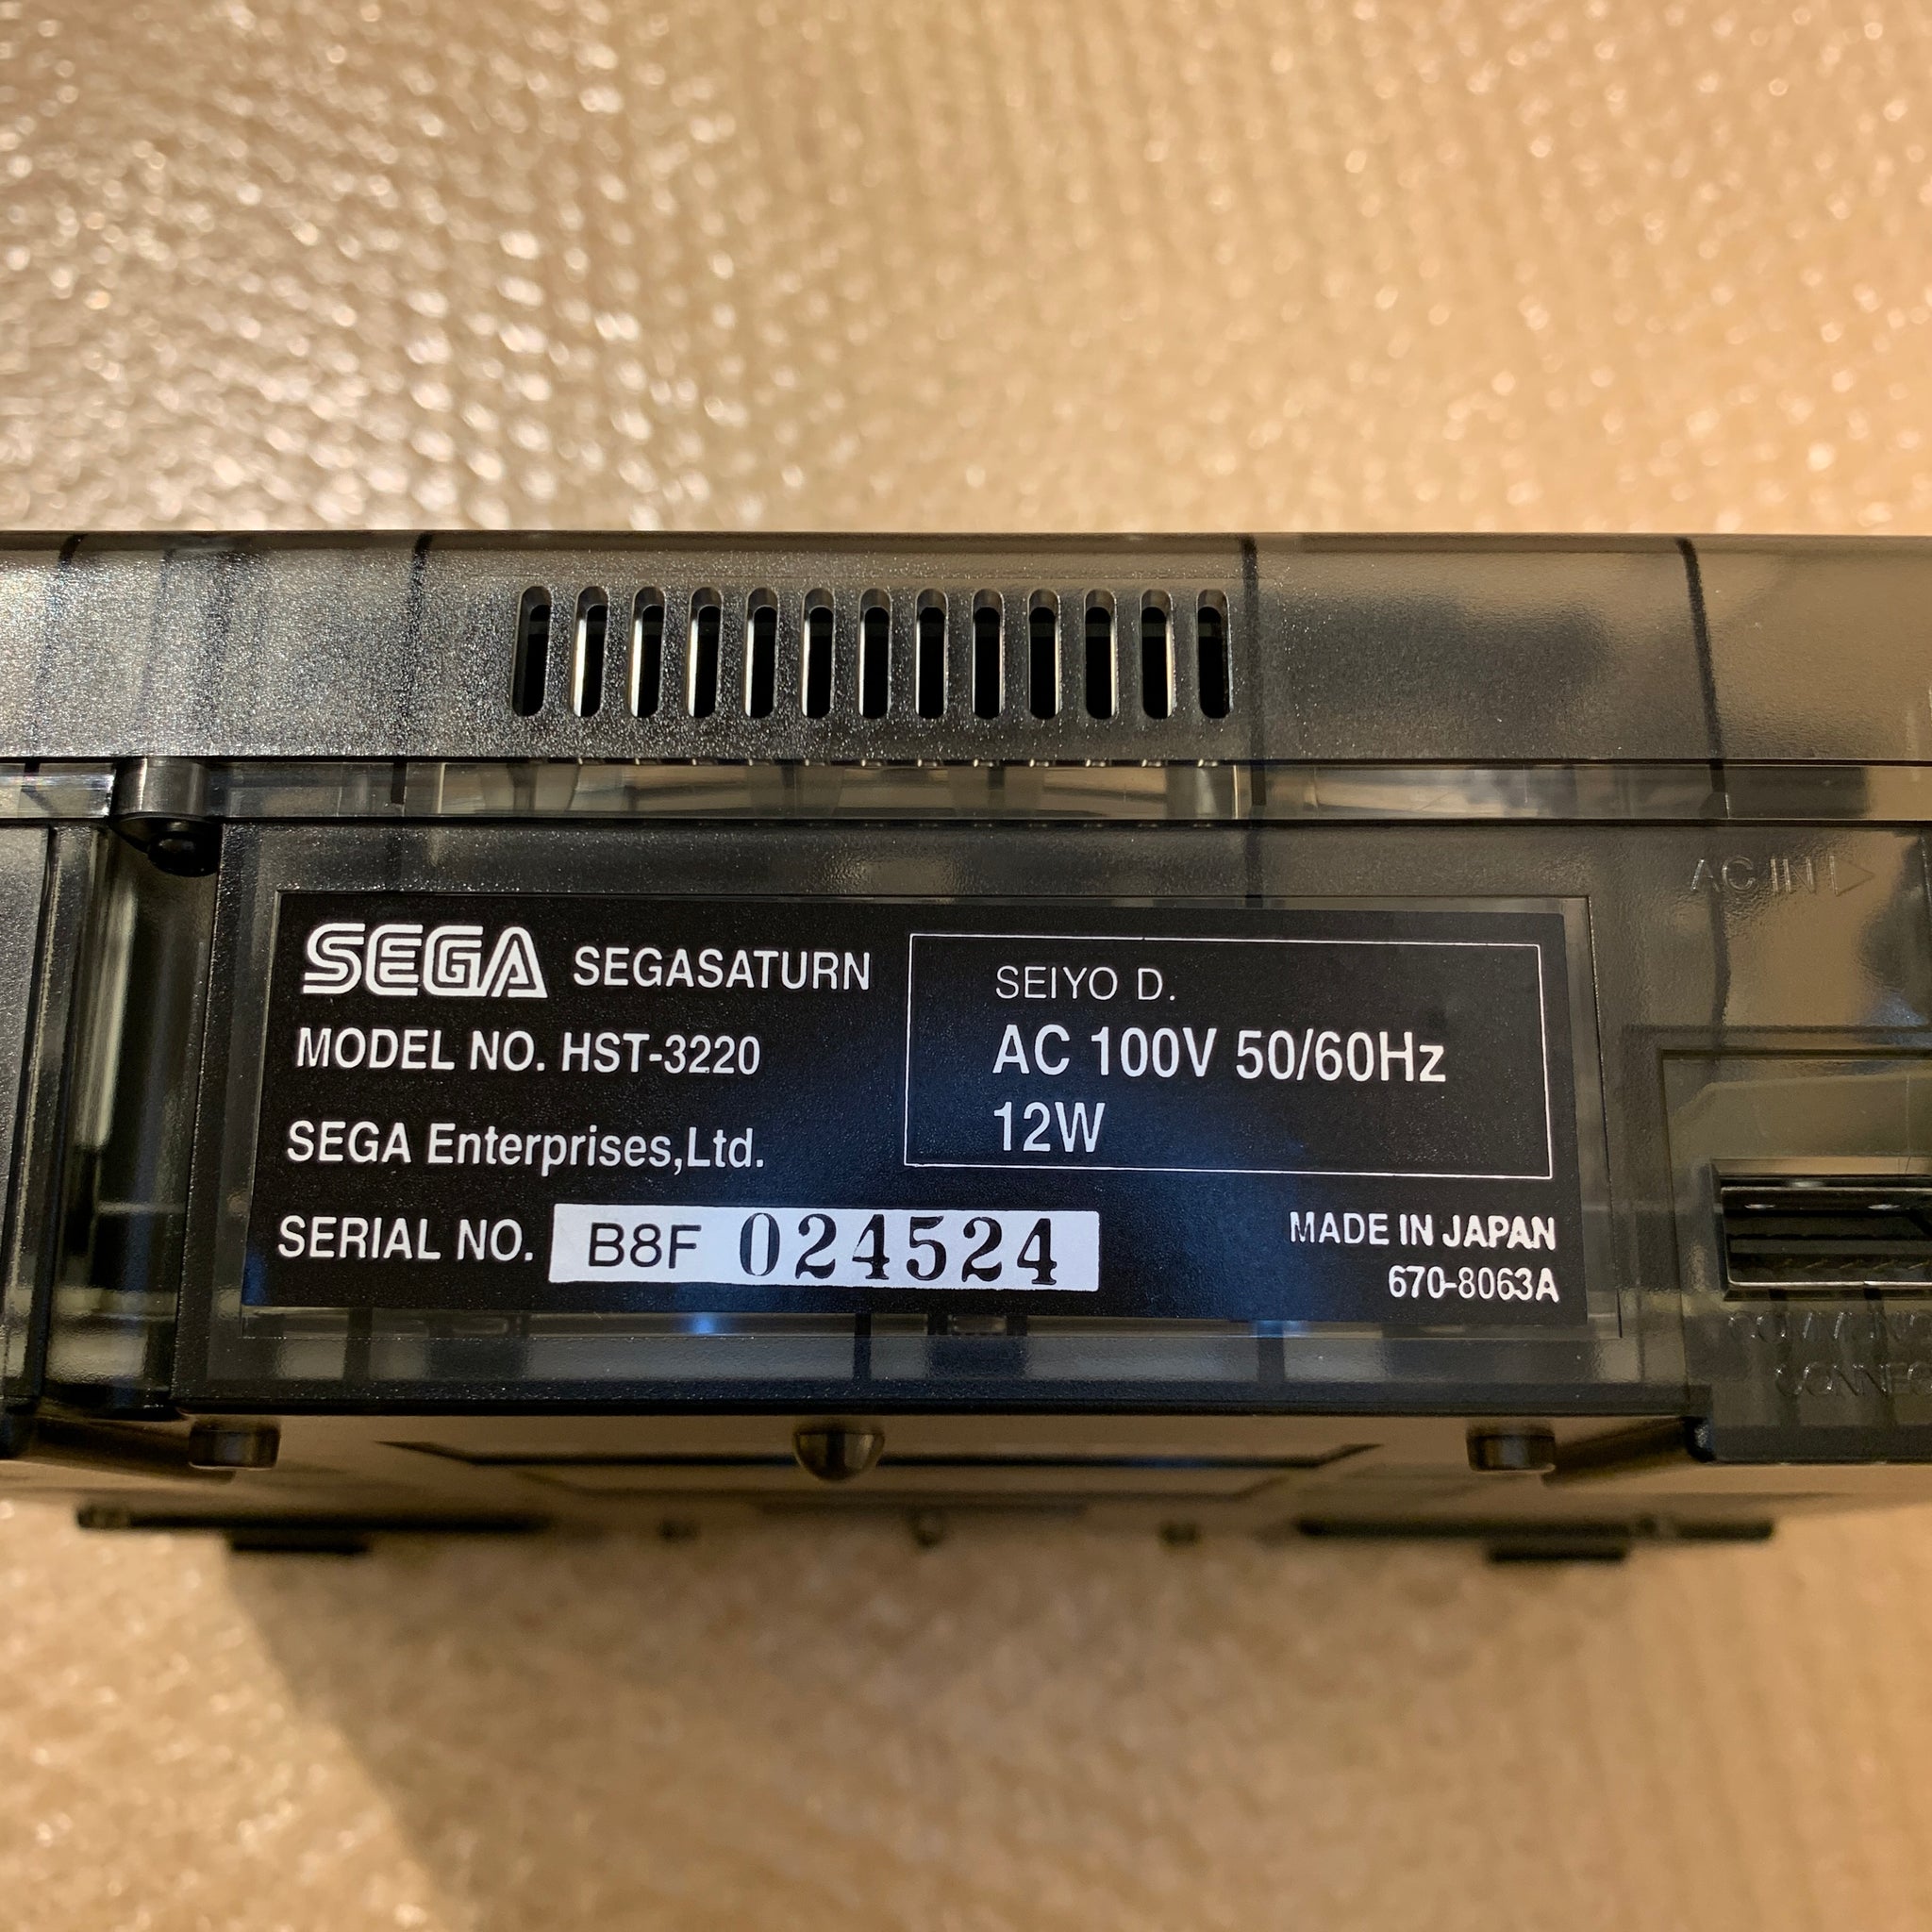 AC IN
SEGA SEGASATURN
MODEL NO. HST-3220
SEGA Enterprises,Ltd.
SERIAL NO. B8F 024524
SEIYO D.
AC 100V 50/60Hz
12W
MADE IN JAPAN
670-8063A